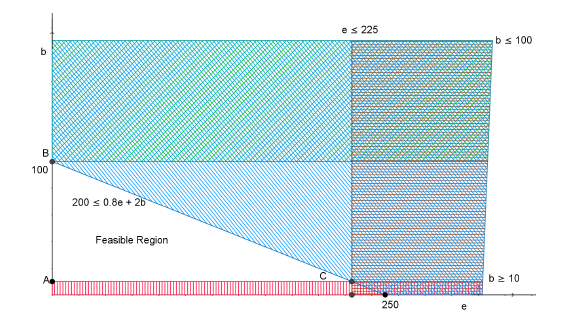 e ≤ 225
b ≤ 100
b
B
100
200 ≤ 0.8e + 2b
Feasible Region
A
C
b ≥ 10
250
e